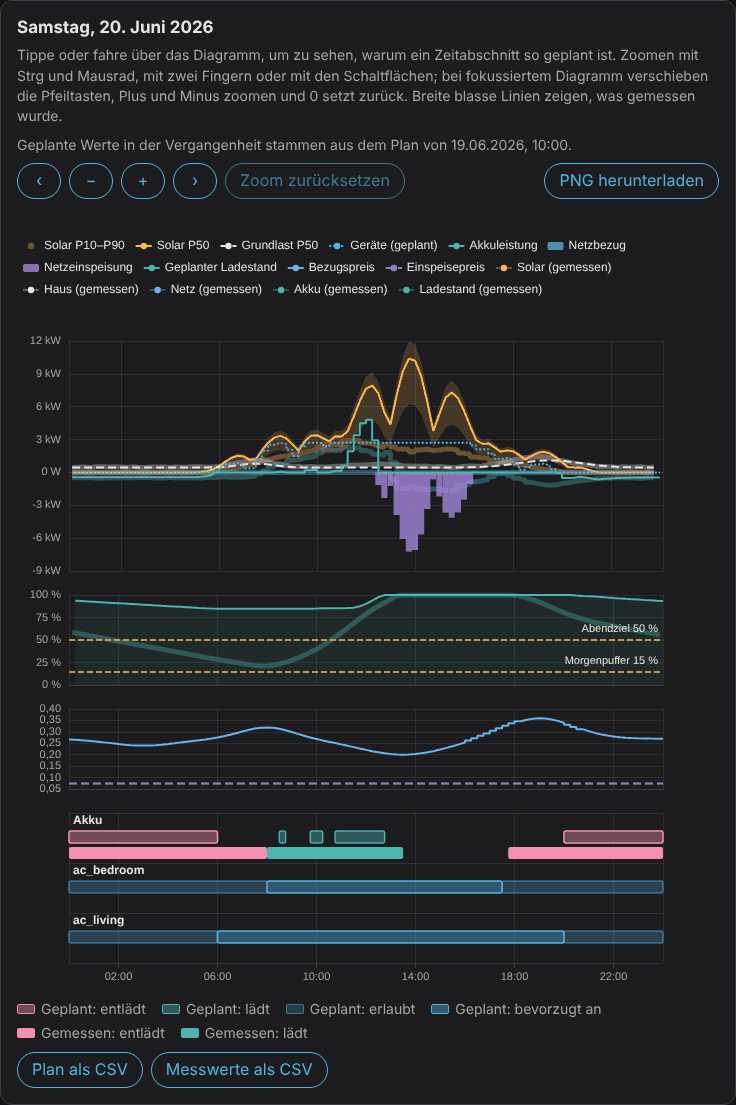 Samstag, 20. Juni 2026
Tippe oder fahre über das Diagramm, um zu sehen, warum ein Zeitabschnitt so geplant ist. Zoomen mit
Strg und Mausrad, mit zwei Fingern oder mit den Schaltflächen; bei fokussiertem Diagramm verschieben
die Pfeiltasten, Plus und Minus zoomen und 0 setzt zurück. Breite blasse Linien zeigen, was gemessen
wurde.
Geplante Werte in der Vergangenheit stammen aus dem Plan von 19.06.2026, 10:00.
‹ − + › Zoom zurücksetzen PNG herunterladen
Solar P10–P90 Solar P50 Grundlast P50 Geräte (geplant) Akkuleistung Netzbezug
Netzeinspeisung Geplanter Ladestand Bezugspreis Einspeisepreis Solar (gemessen)
Haus (gemessen) Netz (gemessen) Akku (gemessen) Ladestand (gemessen)
12 kW
9 kW
6 kW
3 kW
0 W
-3 kW
-6 kW
-9 kW
100 %
75 %
Abendziel 50 %
50 %
25 %
Morgenpuffer 15 %
0 %
0,40
0,35
0,30
0,25
0,20
0,15
0,10
0,05
Akku
ac_bedroom
ac_living
02:00 06:00 10:00 14:00 18:00 22:00
Geplant: entlädt Geplant: lädt Geplant: erlaubt Geplant: bevorzugt an
Gemessen: entlädt Gemessen: lädt
Plan als CSV Messwerte als CSV